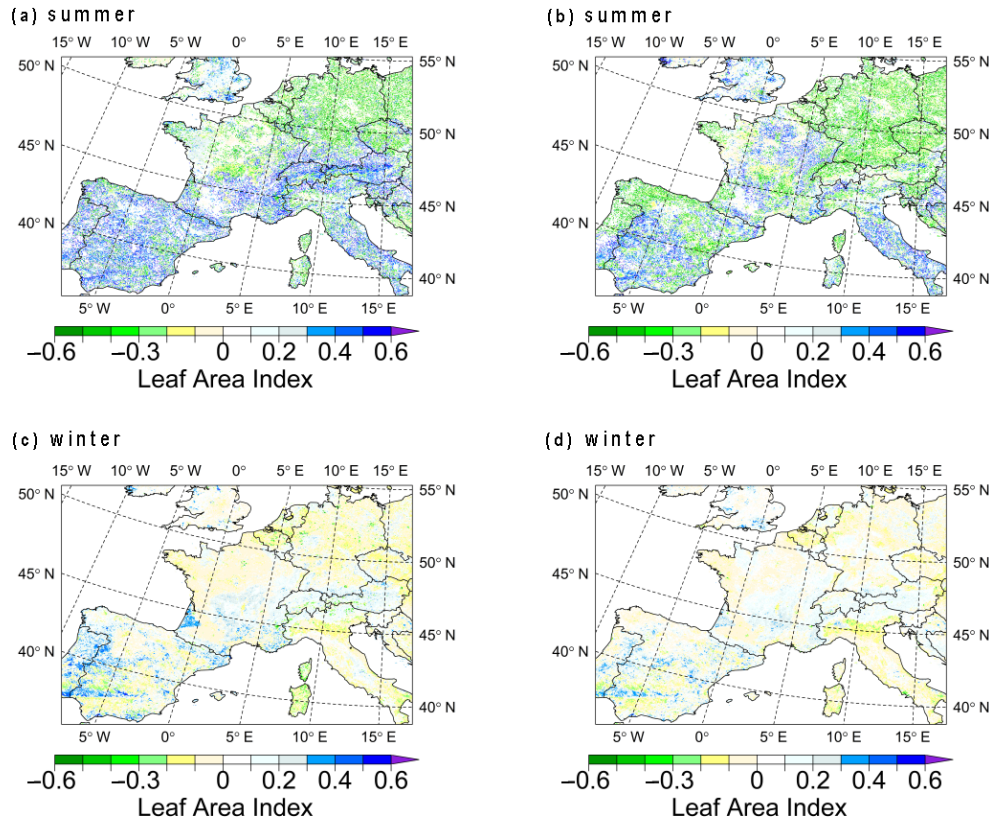 (a) summer
15° W 10° W 5° W 0° 5° E 10° E 15° E
50° N 55° N
45° N 50° N
40° N 45° N
40° N
5° W 0° 5° E 10° E 15° E
−0.6 −0.3 0 0.2 0.4 0.6
Leaf Area Index
(b) summer
15° W 10° W 5° W 0° 5° E 10° E 15° E
50° N 55° N
45° N 50° N
40° N 45° N
40° N
5° W 0° 5° E 10° E 15° E
−0.6 −0.3 0 0.2 0.4 0.6
Leaf Area Index
(c) winter
15° W 10° W 5° W 0° 5° E 10° E 15° E
50° N 55° N
45° N 50° N
40° N 45° N
40° N
5° W 0° 5° E 10° E 15° E
−0.6 −0.3 0 0.2 0.4 0.6
Leaf Area Index
(d) winter
15° W 10° W 5° W 0° 5° E 10° E 15° E
50° N 55° N
45° N 50° N
40° N 45° N
40° N
5° W 0° 5° E 10° E 15° E
−0.6 −0.3 0 0.2 0.4 0.6
Leaf Area Index